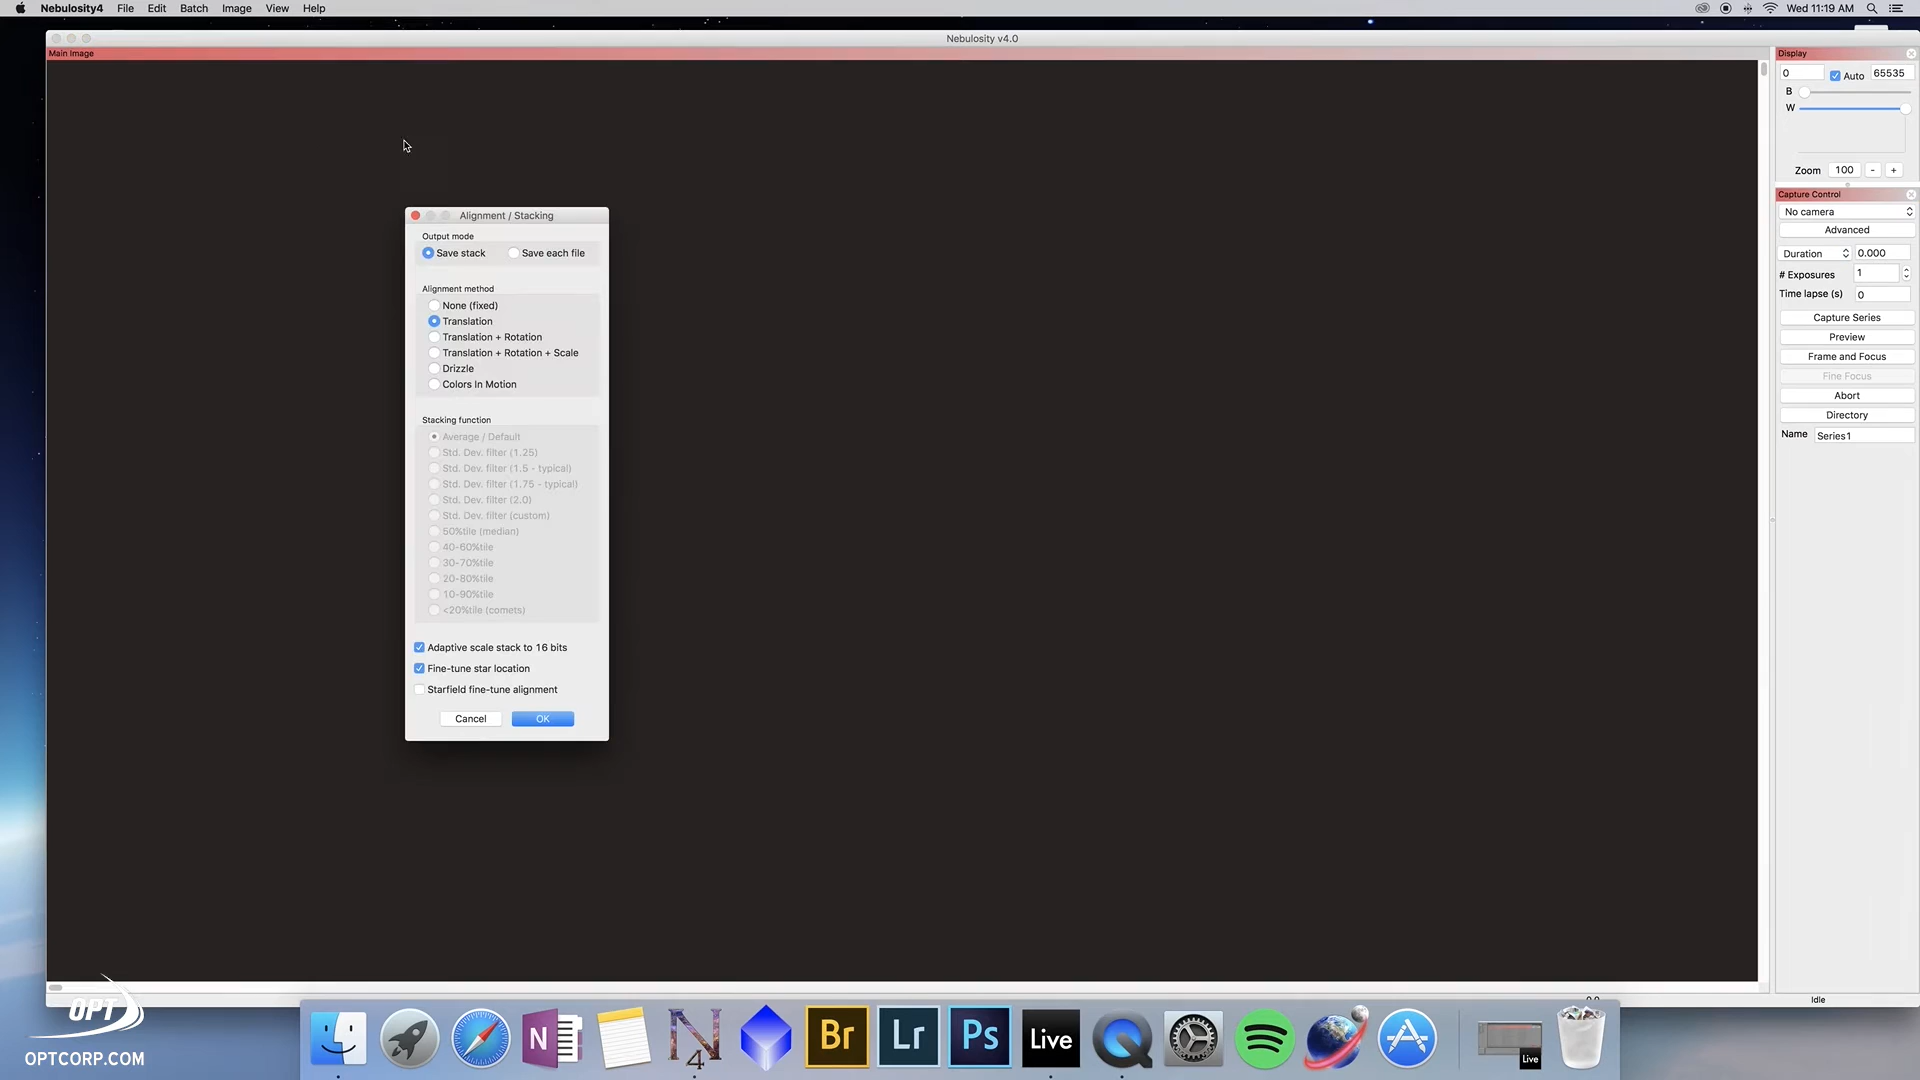 Nebulosity4 File Edit Batch Image View Help Wed 11:19 AM
Nebulosity v4.0
Main Image
Display
0 Auto 65535
B
W
Zoom 100 - +
Capture Control
No camera
Advanced
Duration 0.000
# Exposures 1
Time lapse (s) 0
Capture Series
Preview
Frame and Focus
Fine Focus
Abort
Directory
Name Series1
Alignment / Stacking
Output mode
Save stack Save each file
Alignment method
None (fixed)
Translation
Translation + Rotation
Translation + Rotation + Scale
Drizzle
Colors In Motion
Stacking function
Average / Default
Std. Dev. filter (1.25)
Std. Dev. filter (1.5 - typical)
Std. Dev. filter (1.75 - typical)
Std. Dev. filter (2.0)
Std. Dev. filter (custom)
50%tile (median)
40-60%tile
30-70%tile
20-80%tile
10-90%tile
<20%tile (comets)
Adaptive scale stack to 16 bits
Fine-tune star location
Starfield fine-tune alignment
Cancel OK
Idle
OPT
OPTCORP.COM
N N 4 Br Lr Ps Live Live